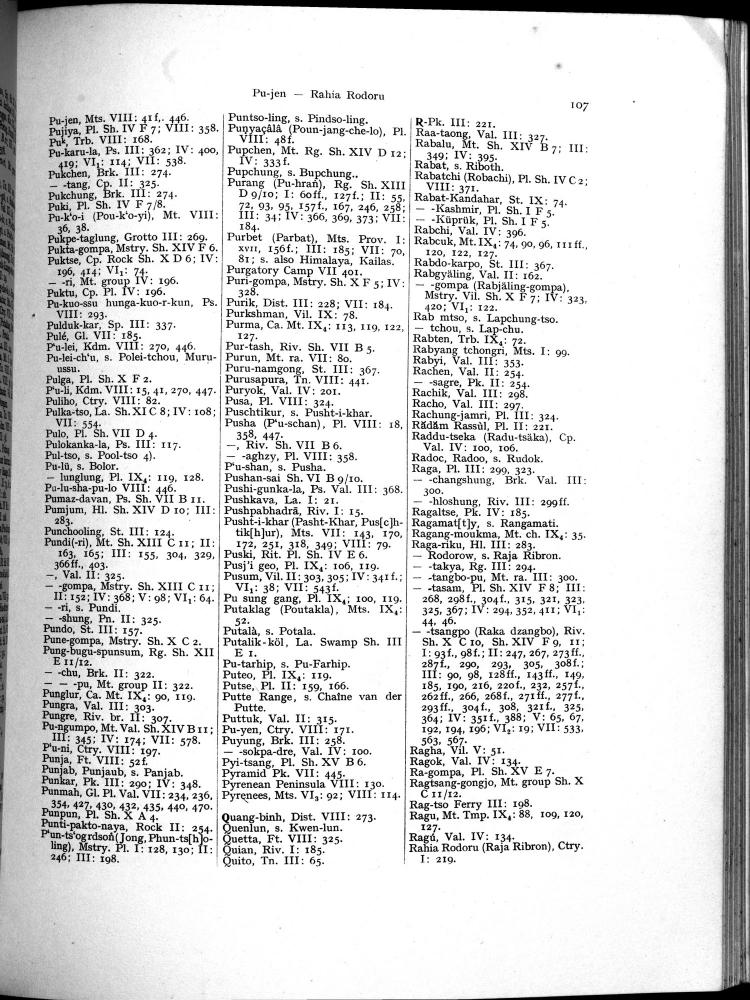 Pu-jen — Rahia Rodoru
107
Pu-jen, Mts. VIII: 41f., 446.
Pujiya, Pl. Sh. IV F 7; VIII: 358.
Puk, Trb. VIII: 168.
Pu-karu-la, Ps. III: 362; IV: 400,
419; VI₁: 114; VII: 538.
Pukchen, Brk. III: 274.
— -tang, Cp. II: 325.
Pukchung, Brk. III: 274.
Puki, Pl. Sh. IV F 7/8.
Pu-k‘o-i (Pou-k‘o-yi), Mt. VIII:
36, 38.
Pukpe-taglung, Grotto III: 269.
Pukta-gompa, Mstry. Sh. XIV F 6.
Puktse, Cp. Rock Sh. X D 6; IV:
196, 414; VI₁: 74.
— -ri, Mt. group IV: 196.
Puktu, Cp. Pl. IV: 196.
Pu-kuo-ssu hunga-kuo-r-kun, Ps.
VIII: 293.
Pulduk-kar, Sp. III: 337.
Pulé, Gl. VII: 185.
P‘u-lei, Kdm. VIII: 270, 446.
Pu-lei-ch‘u, s. Polei-tchou, Muru-
ussu.
Pulga, Pl. Sh. X F 2.
P‘u-li, Kdm. VIII: 15, 41, 270, 447.
Puliho, Ctry. VIII: 82.
Pulka-tso, La. Sh. XI C 8; IV: 108;
VII: 554.
Pulo, Pl. Sh. VII D 4.
Pulokanka-la, Ps. III: 117.
Pul-tso, s. Pool-tso 4).
Pu-lü, s. Bolor.
— lunglung, Pl. IX₄: 119, 128.
Pu-lu-sha-pu-lo VIII: 446.
Pumaz-davan, Ps. Sh. VII B 11.
Pumjum, Hl. Sh. XIV D 10; III:
283.
Punchooling, St. III: 124.
Pundi(-ri), Mt. Sh. XIII C 11; II:
163, 165; III: 155, 304, 329,
366ff., 403.
—, Val. II: 325.
— -gompa, Mstry. Sh. XIII C 11;
II: 152; IV: 368; V: 98; VI₁: 64.
— -ri, s. Pundi.
— -shung, Pn. II: 325.
Pundo, St. III: 157.
Pune-gompa, Mstry. Sh. X C 2.
Pung-bugu-spunsum, Rg. Sh. XII
E 11/12.
— -chu, Brk. II: 322.
— — -pu, Mt. group II: 322.
Punglur, Ca. Mt. IX₄: 90, 119.
Pungra, Val. III: 303.
Pungre, Riv. br. II: 307.
Pu-ngumpo, Mt. Val. Sh. XIV B 11;
III: 345; IV: 174; VII: 578.
P‘u-ni, Ctry. VIII: 197.
Punja, Ft. VIII: 52f.
Punjab, Punjaub, s. Panjab.
Punkar, Pk. III: 290; IV: 348.
Punmah, Gl. Pl. Val. VII: 234, 236,
354, 427, 430, 432, 435, 440, 470.
Punpun, Pl. Sh. X A 4.
Punti-pakto-naya, Rock II: 254.
P‘un-ts‘ogrdson (Jong, Phun-ts[h]o-
ling), Mstry. Pl. I: 128, 130; II:
246; III: 198.
Puntso-ling, s. Pindso-ling.
Puṇyaçâlâ (Poun-jang-che-lo), Pl.
VIII: 48f.
Pupchen, Mt. Rg. Sh. XIV D 12;
IV: 333f.
Pupchung, s. Bupchung..
Purang (Pu-hrań), Rg. Sh. XIII
D 9/10; I: 60ff., 127f.; II: 55,
72, 93, 95, 157f., 167, 246, 258;
III: 34; IV: 366, 369, 373; VII:
184.
Purbet (Parbat), Mts. Prov. I:
XVII, 156f.; III: 185; VII: 70,
81; s. also Himalaya, Kailas.
Purgatory Camp VII 401.
Puri-gompa, Mstry. Sh. X F 5; IV:
328.
Purik, Dist. III: 228; VII: 184.
Purkshman, Vil. IX: 78.
Purma, Ca. Mt. IX₄: 113, 119, 122,
127.
Pur-tash, Riv. Sh. VII B 5.
Purun, Mt. ra. VII: 80.
Puru-namgong, St. III: 367.
Purusapura, Tn. VIII: 441.
Puryok, Val. IV: 201.
Pusa, Pl. VIII: 324.
Puschtikur, s. Pusht-i-khar.
Pusha (P‘u-schan), Pl. VIII: 18,
358, 447.
—, Riv. Sh. VII B 6.
— -aghzy, Pl. VIII: 358.
P‘u-shan, s. Pusha.
Pushan-sai Sh. VI B 9/10.
Pushi-gunka-la, Ps. Val. III: 368.
Pushkava, La. I: 21.
Pushpabhadrā, Riv. I: 15.
Pusht-i-khar (Pasht-Khar, Pus[c]h-
tik[h]ur), Mts. VII: 143, 170,
172, 251, 318, 349; VIII: 79.
Puski, Rit. Pl. Sh. IV E 6.
Pusj‘i geo, Pl. IX₄: 106, 119.
Pusum, Vil. II: 303, 305; IV: 341f.;
VI₁: 38; VII: 543f.
Pu sung gang, Pl. IX₄: 100, 119.
Putaklag (Poutakla), Mts. IX₄:
52.
Putalà, s. Potala.
Putalik-köl, La. Swamp Sh. III
E 1.
Pu-tarhip, s. Pu-Farhip.
Puteo, Pl. IX₄: 119.
Putse, Pl. II: 159, 166.
Putte Range, s. Chaîne van der
Putte.
Puttuk, Val. II: 315.
Pu-yen, Ctry. VIII: 171.
Puyung, Brk. III: 258.
— -sokpa-dre, Val. IV: 100.
Pyi-tsang, Pl. Sh. XV B 6.
Pyramid Pk. VII: 445.
Pyrenean Peninsula VIII: 130.
Pyrenees, Mts. VI₂: 92; VIII: 114.
Quang-binh, Dist. VIII: 273.
Quenlun, s. Kwen-lun.
Quetta, Ft. VIII: 325.
Quian, Riv. I: 185.
Quito, Tn. III: 65.
R-Pk. III: 221.
Raa-taong, Val. III: 327.
Rabalu, Mt. Sh. XIV B 7; III:
349; IV: 395.
Rabat, s. Riboth.
Rabatchi (Robachi), Pl. Sh. IV C 2;
VIII: 371.
Rabat-Kandahar, St. IX: 74.
— -Kashmir, Pl. Sh. I F 5.
— -Küprük, Pl. Sh. I F 5.
Rabchi, Val. IV: 396.
Rabcuk, Mt. IX₄: 74, 90, 96, 111ff.,
120, 122, 127.
Rabdo-karpo, St. III: 367.
Rabgyäling, Val. II: 162.
— -gompa (Rabjäling-gompa),
Mstry. Vil. Sh. X F 7; IV: 323,
420; VI₁: 122.
Rab mtso, s. Lapchung-tso.
— tchou, s. Lap-chu.
Rabten, Trb. IX₄: 72.
Rabyang tchongri, Mts. I: 99.
Rabyi, Val. III: 353.
Rachen, Val. II: 254.
— -sagre, Pk. II: 254.
Rachik, Val. III: 298.
Racho, Val. III: 297.
Rachung-jamri, Pl. III: 324.
Rādām Rassùl, Pl. II: 221.
Raddu-tseka (Radu-tsäka), Cp.
Val. IV: 100, 106.
Radoc, Radoo, s. Rudok.
Raga, Pl. III: 299, 323.
— -changshung, Brk. Val. III:
300.
— -hloshung, Riv. III: 299ff.
Ragaltse, Pk. IV: 185.
Ragamat[t]y, s. Rangamati.
Ragang-moukma, Mt. ch. IX₄: 35.
Raga-riku, Hl. III: 283.
— Rodorow, s. Raja Ribron.
— -takya, Rg. III: 294.
— -tangbo-pu, Mt. ra. III: 300.
— -tasam, Pl. Sh. XIV F 8; III:
268, 298f., 304f., 315, 321, 323,
325, 367; IV: 294, 352, 411; VI₁:
44, 46.
— -tsangpo (Raka dzangbo), Riv.
Sh. X C 10, Sh. XIV F 9, 11;
I: 93f., 98f.; II: 247, 267, 273ff.,
287f., 290, 293, 305, 308f.;
III: 90, 98, 128ff., 143ff., 149,
185, 190, 216, 220f., 232, 257f.,
262ff., 266, 268f., 271ff., 277f.,
293ff., 304f., 308, 321f., 325,
364; IV: 351f., 388; V: 65, 67,
192, 194, 196; VI₂: 19; VII: 533,
563, 567.
Ragha, Vil. V: 51.
Ragok, Val. IV: 134.
Ra-gompa, Pl. Sh. XV E 7.
Ragtsang-gongjo, Mt. group Sh. X
C 11/12.
Rag-tso Ferry III: 198.
Ragu, Mt. Tmp. IX₄: 88, 109, 120,
127.
Ragú, Val. IV: 134.
Rahia Rodoru (Raja Ribron), Ctry.
I: 219.